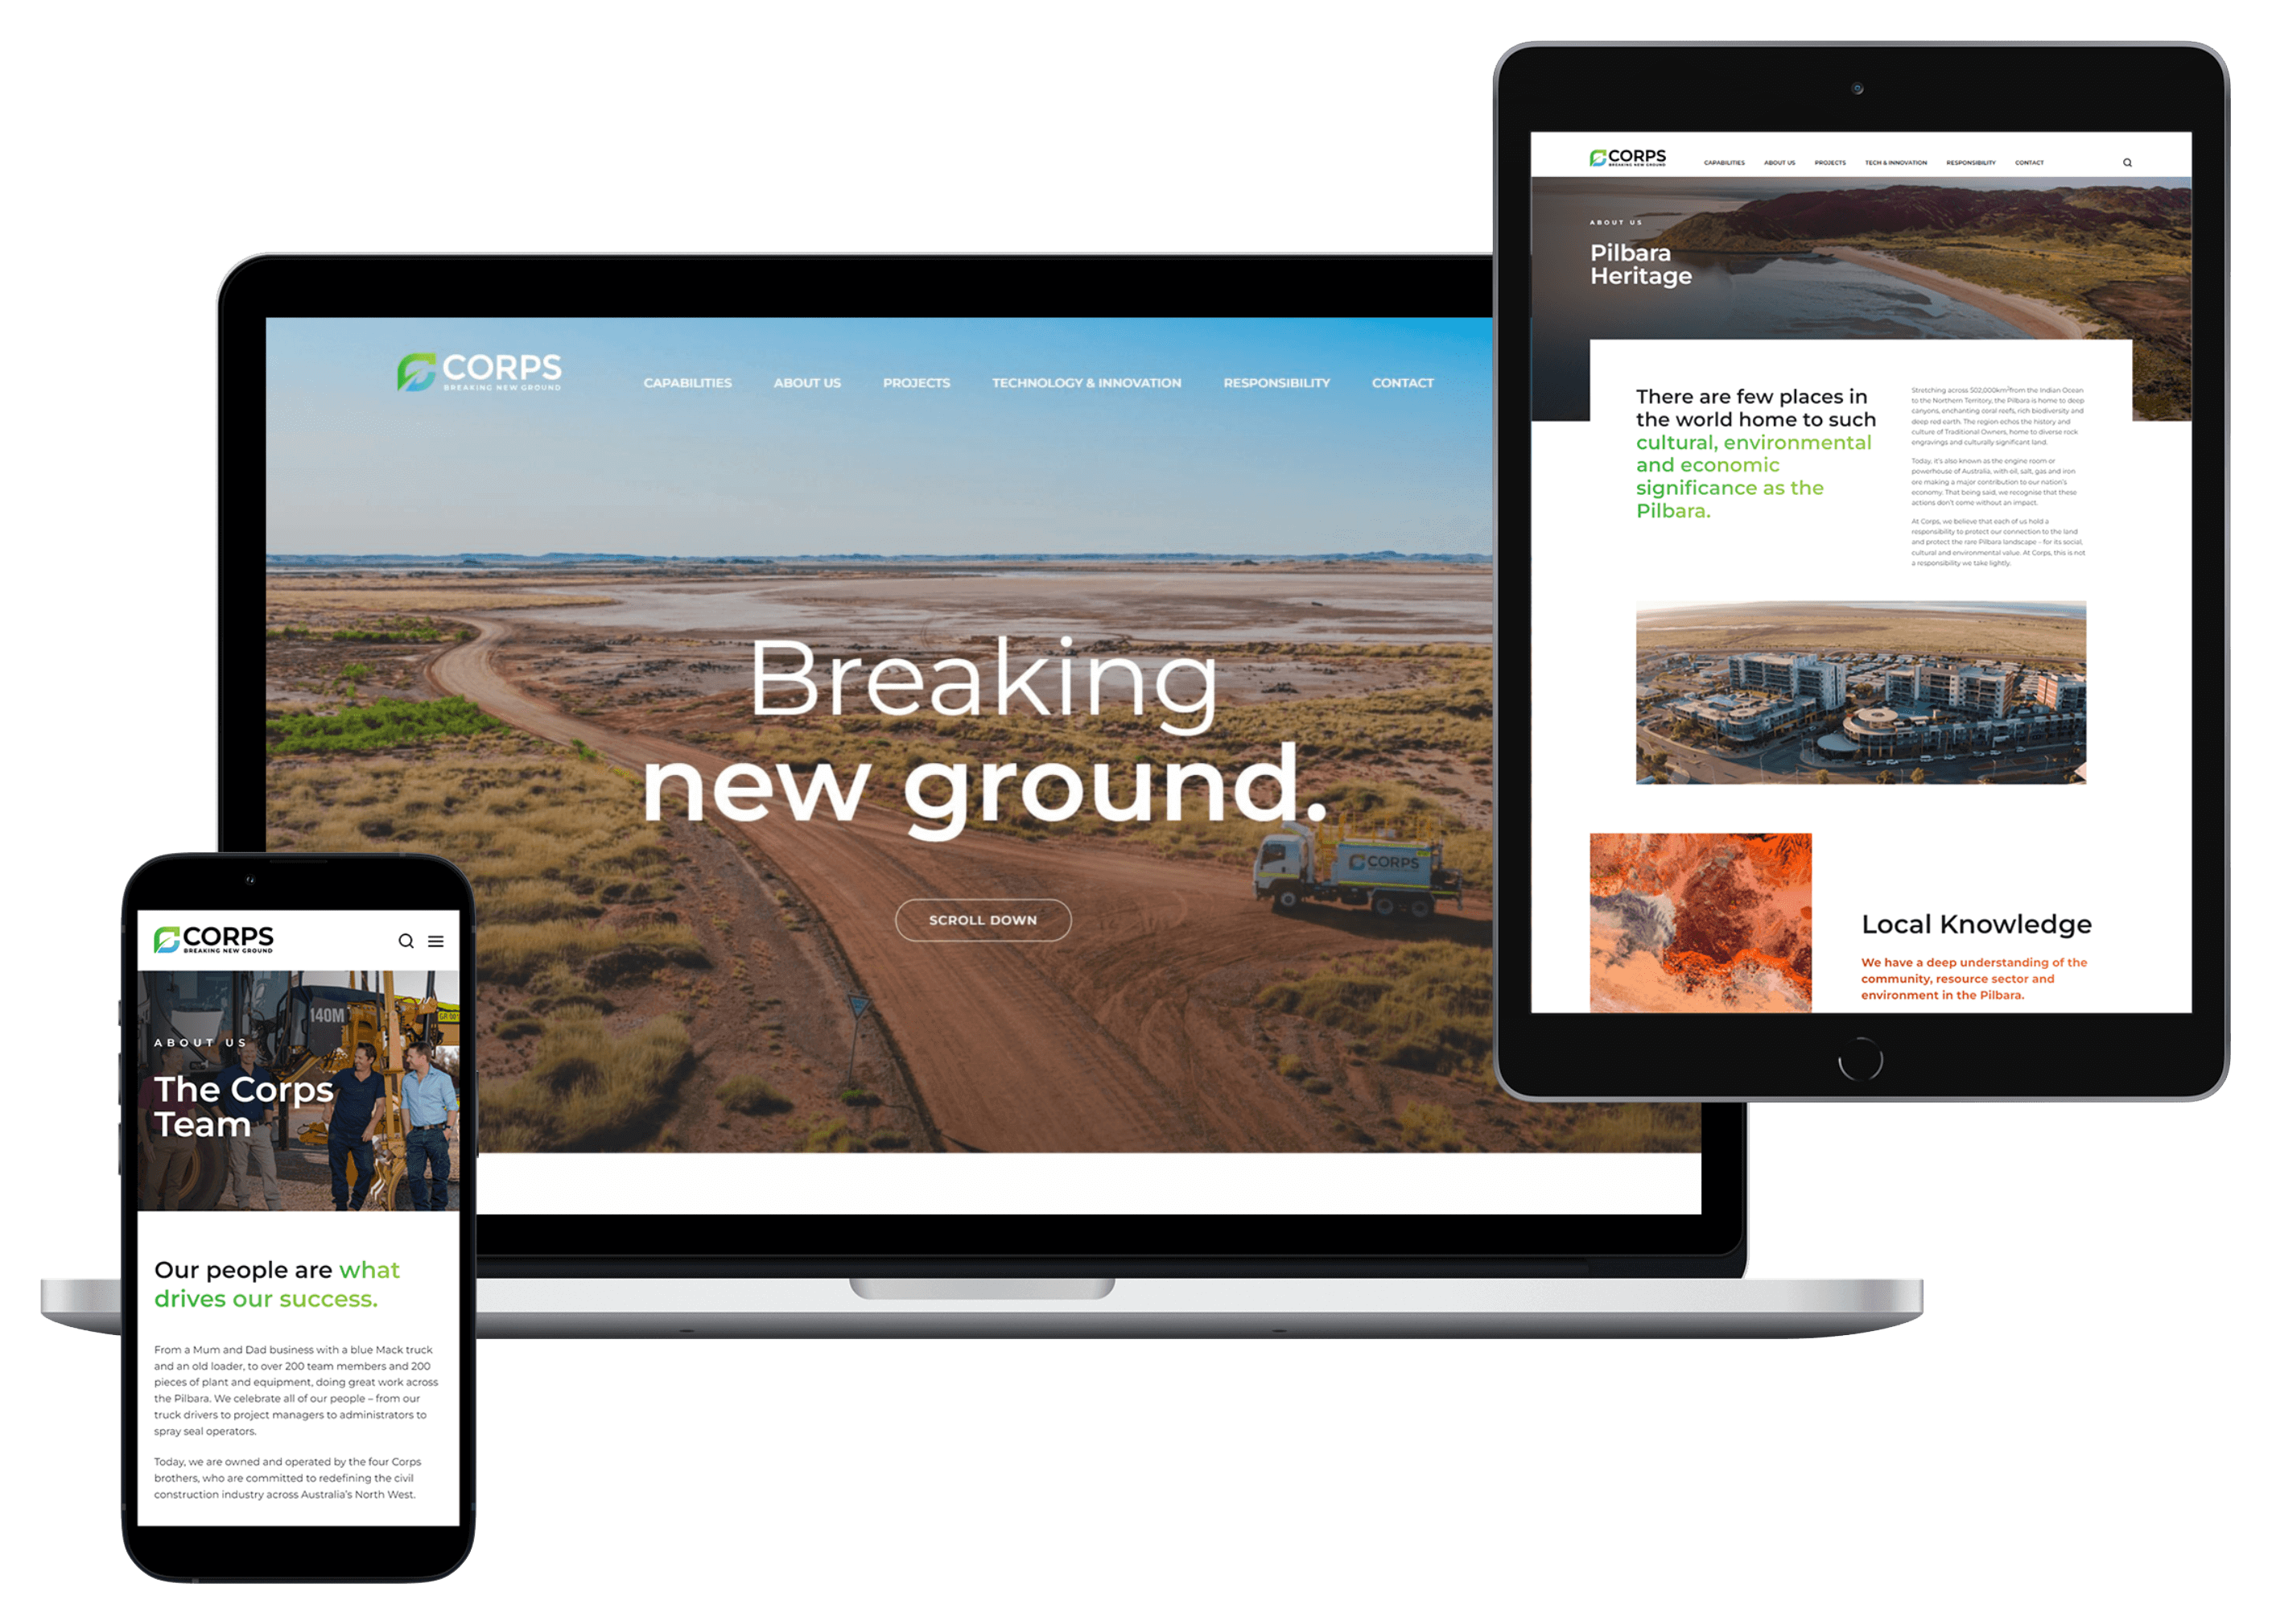 CORPS
BREAKING NEW GROUND
CAPABILITIES
ABOUT US
PROJECTS
TECHNOLOGY & INNOVATION
RESPONSIBILITY
CONTACT
Breaking
new ground.
SCROLL DOWN
CORPS
CORPS
BREAKING NEW GROUND
CAPABILITIES
ABOUT US
PROJECTS
TECH & INNOVATION
RESPONSIBILITY
CONTACT
ABOUT US
Pilbara
Heritage
There are few places in
the world home to such
cultural, environmental
and economic
significance as the
Pilbara.
Stretching across 502,000km² from the Indian Ocean
to the Northern Territory, the Pilbara is home to deep
canyons, enchanting coral reefs, rich biodiversity and
deep red earth. The region echos the history and
culture of Traditional Owners, home to diverse rock
engravings and culturally significant land.
Today, it's also known as the engine room or
powerhouse of Australia, with oil, salt, gas and iron
ore making a major contribution to our nation's
economy. That being said, we recognise that these
actions don't come without an impact.
At Corps, we believe that each of us hold a
responsibility to protect our connection to the land
and protect the rare Pilbara landscape – for its social,
cultural and environmental value. At Corps, this is not
a responsibility we take lightly.
Local Knowledge
We have a deep understanding of the
community, resource sector and
environment in the Pilbara.
CORPS
BREAKING NEW GROUND
140M
GR 001
ABOUT US
The Corps
Team
Our people are what
drives our success.
From a Mum and Dad business with a blue Mack truck
and an old loader, to over 200 team members and 200
pieces of plant and equipment, doing great work across
the Pilbara. We celebrate all of our people – from our
truck drivers to project managers to administrators to
spray seal operators.
Today, we are owned and operated by the four Corps
brothers, who are committed to redefining the civil
construction industry across Australia's North West.